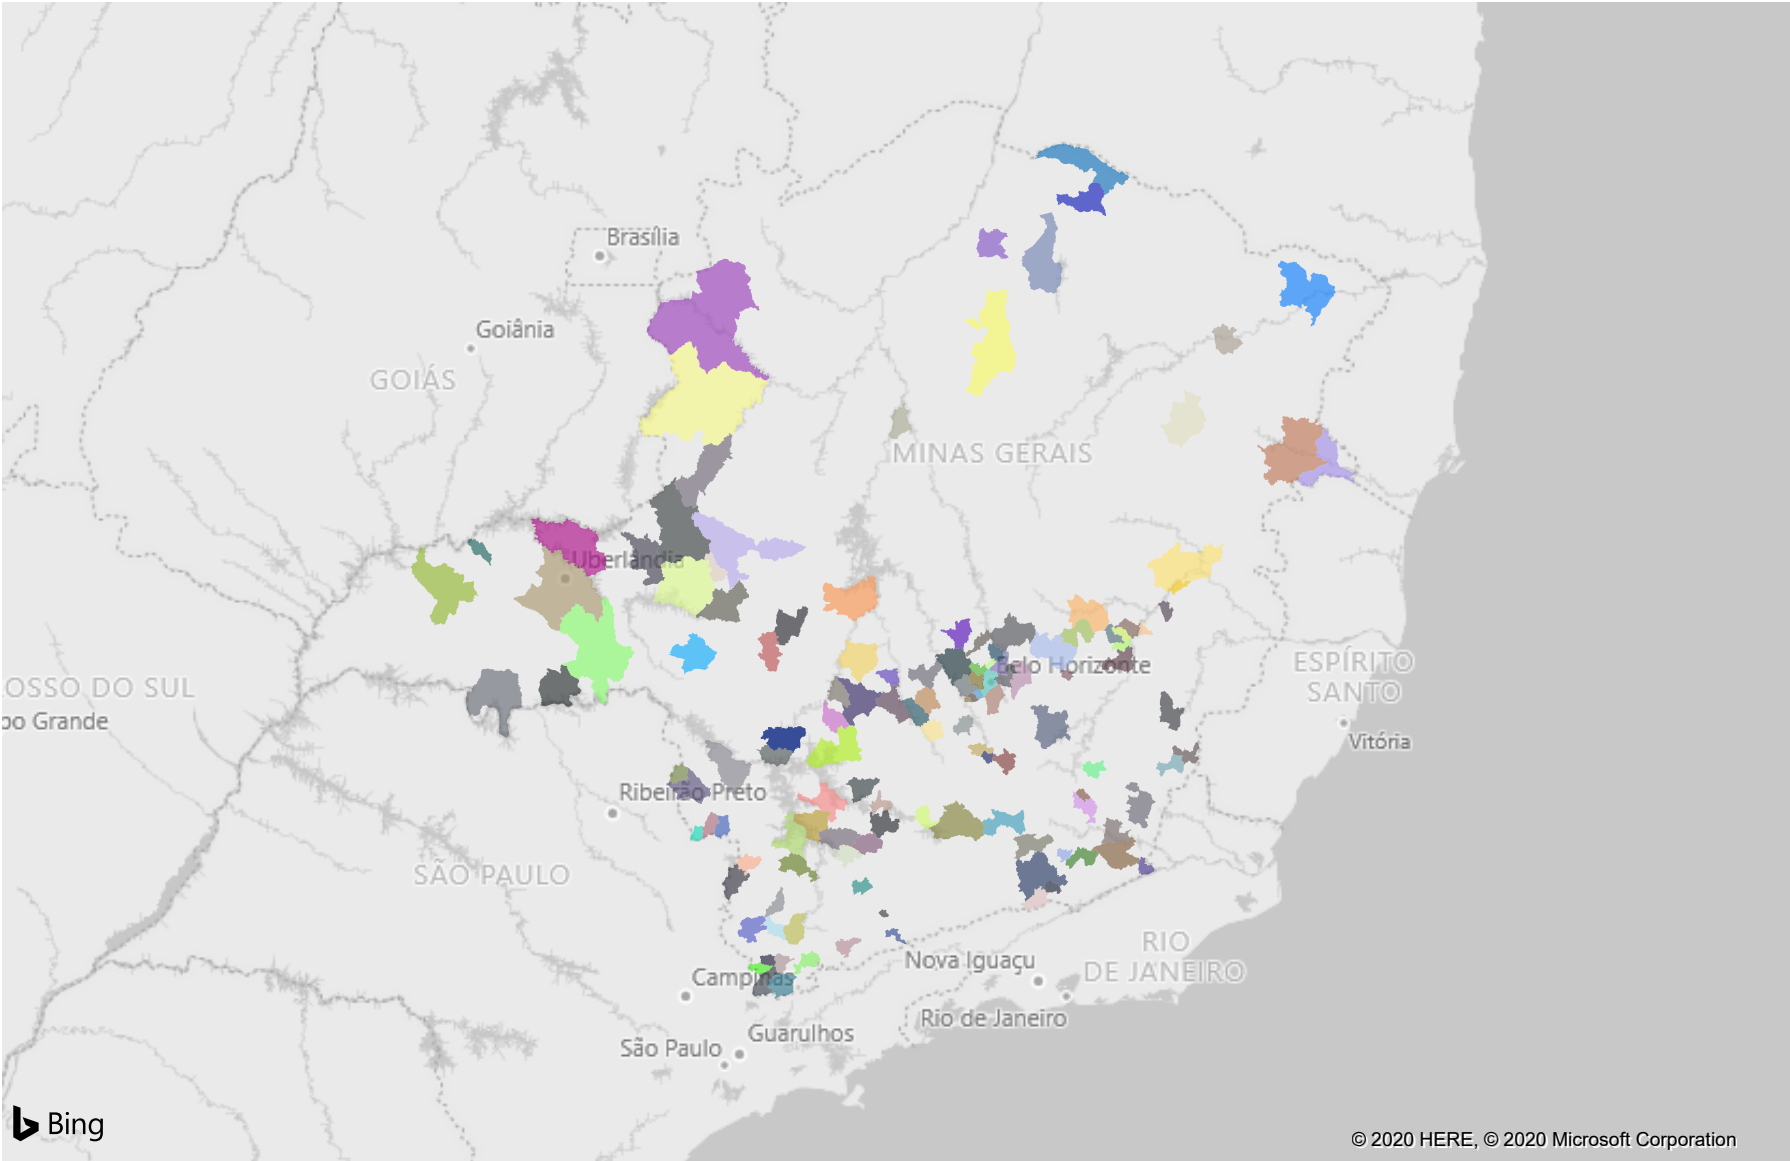 Brasília
Goiânia
GOIÁS
MINAS GERAIS
Uberlândia
Belo Horizonte
ESPÍRITO
SANTO
OSSO DO SUL
po Grande
Vitória
Ribeirão Preto
SÃO PAULO
RIO
DE JANEIRO
Nova Iguaçu
Campinas
Rio de Janeiro
Guarulhos
São Paulo
Bing
© 2020 HERE, © 2020 Microsoft Corporation